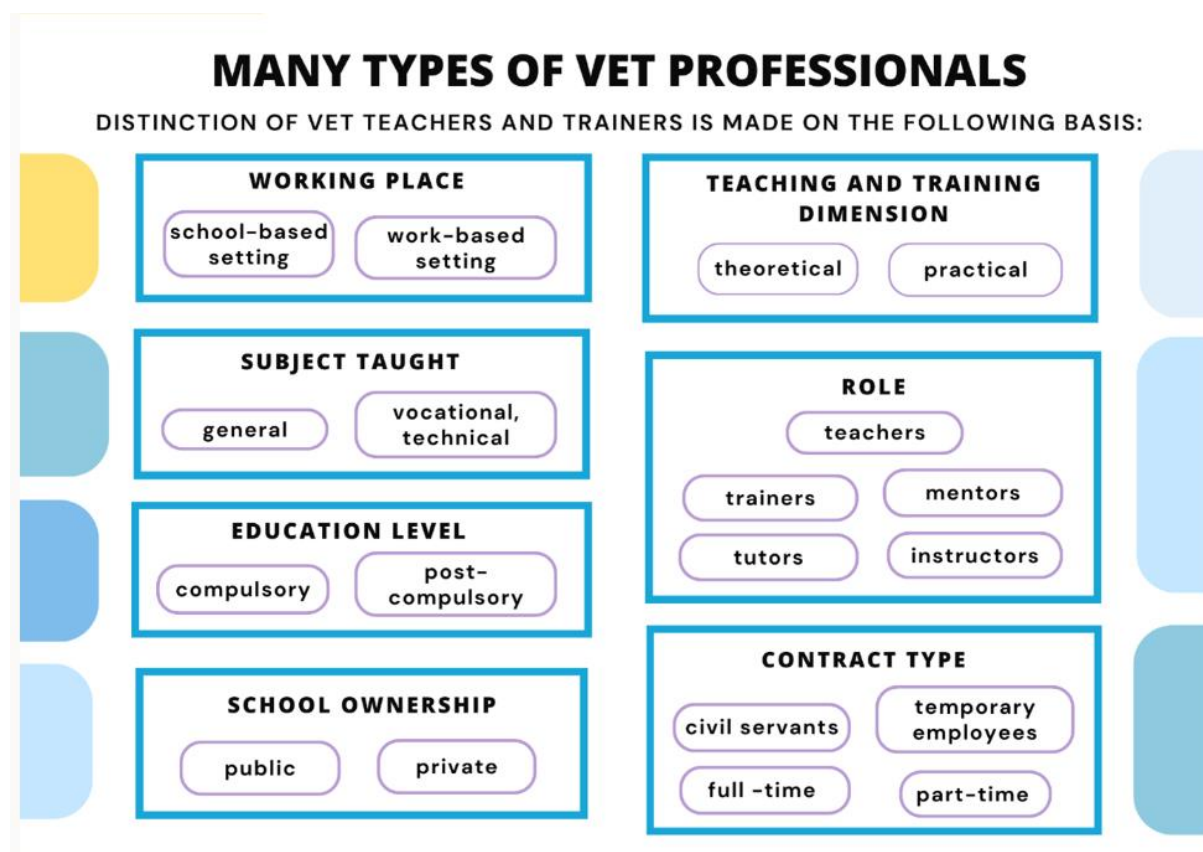 MANY TYPES OF VET PROFESSIONALS
DISTINCTION OF VET TEACHERS AND TRAINERS IS MADE ON THE FOLLOWING BASIS:
WORKING PLACE
school-based
setting
work-based
setting
SUBJECT TAUGHT
general
vocational,
technical
EDUCATION LEVEL
compulsory
post-
compulsory
SCHOOL OWNERSHIP
public
private
TEACHING AND TRAINING
DIMENSION
theoretical
practical
ROLE
teachers
trainers
mentors
tutors
instructors
CONTRACT TYPE
civil servants
temporary
employees
full -time
part-time